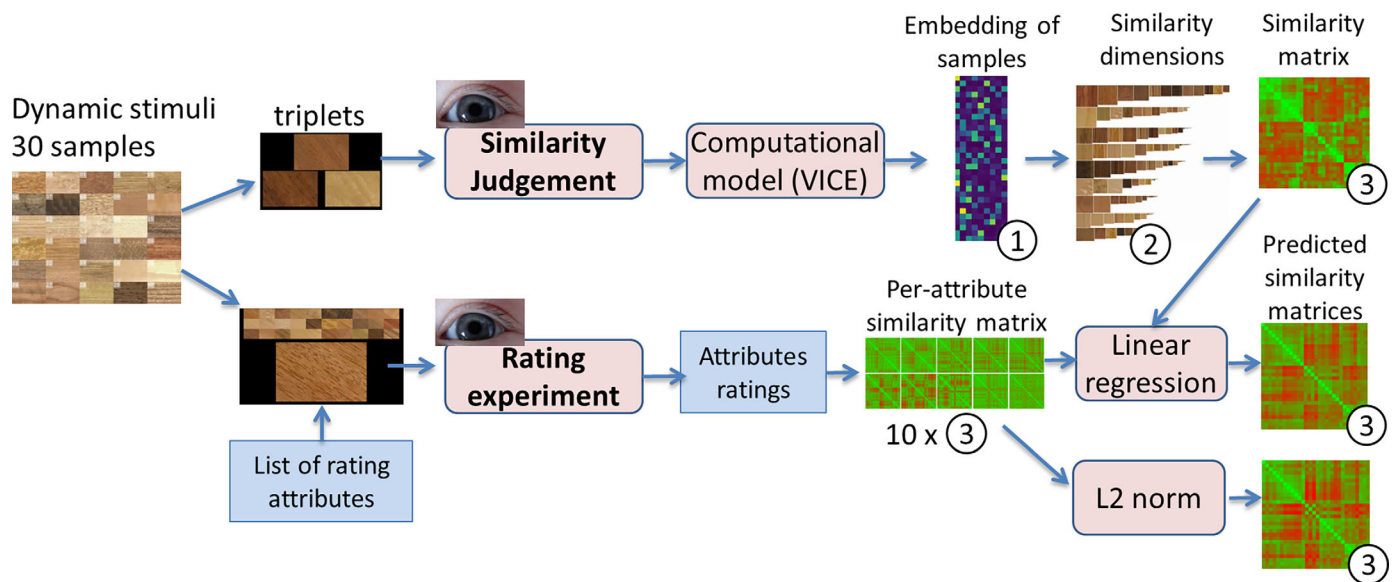 Dynamic stimuli
30 samples
triplets
Similarity
Judgement
Computational
model (VICE)
Embedding of
samples
1
Similarity
dimensions
2
Similarity
matrix
3
List of rating
attributes
Rating
experiment
Attributes
ratings
Per-attribute
similarity matrix
10 x 3
Linear
regression
Predicted
similarity
matrices
3
L2 norm
3